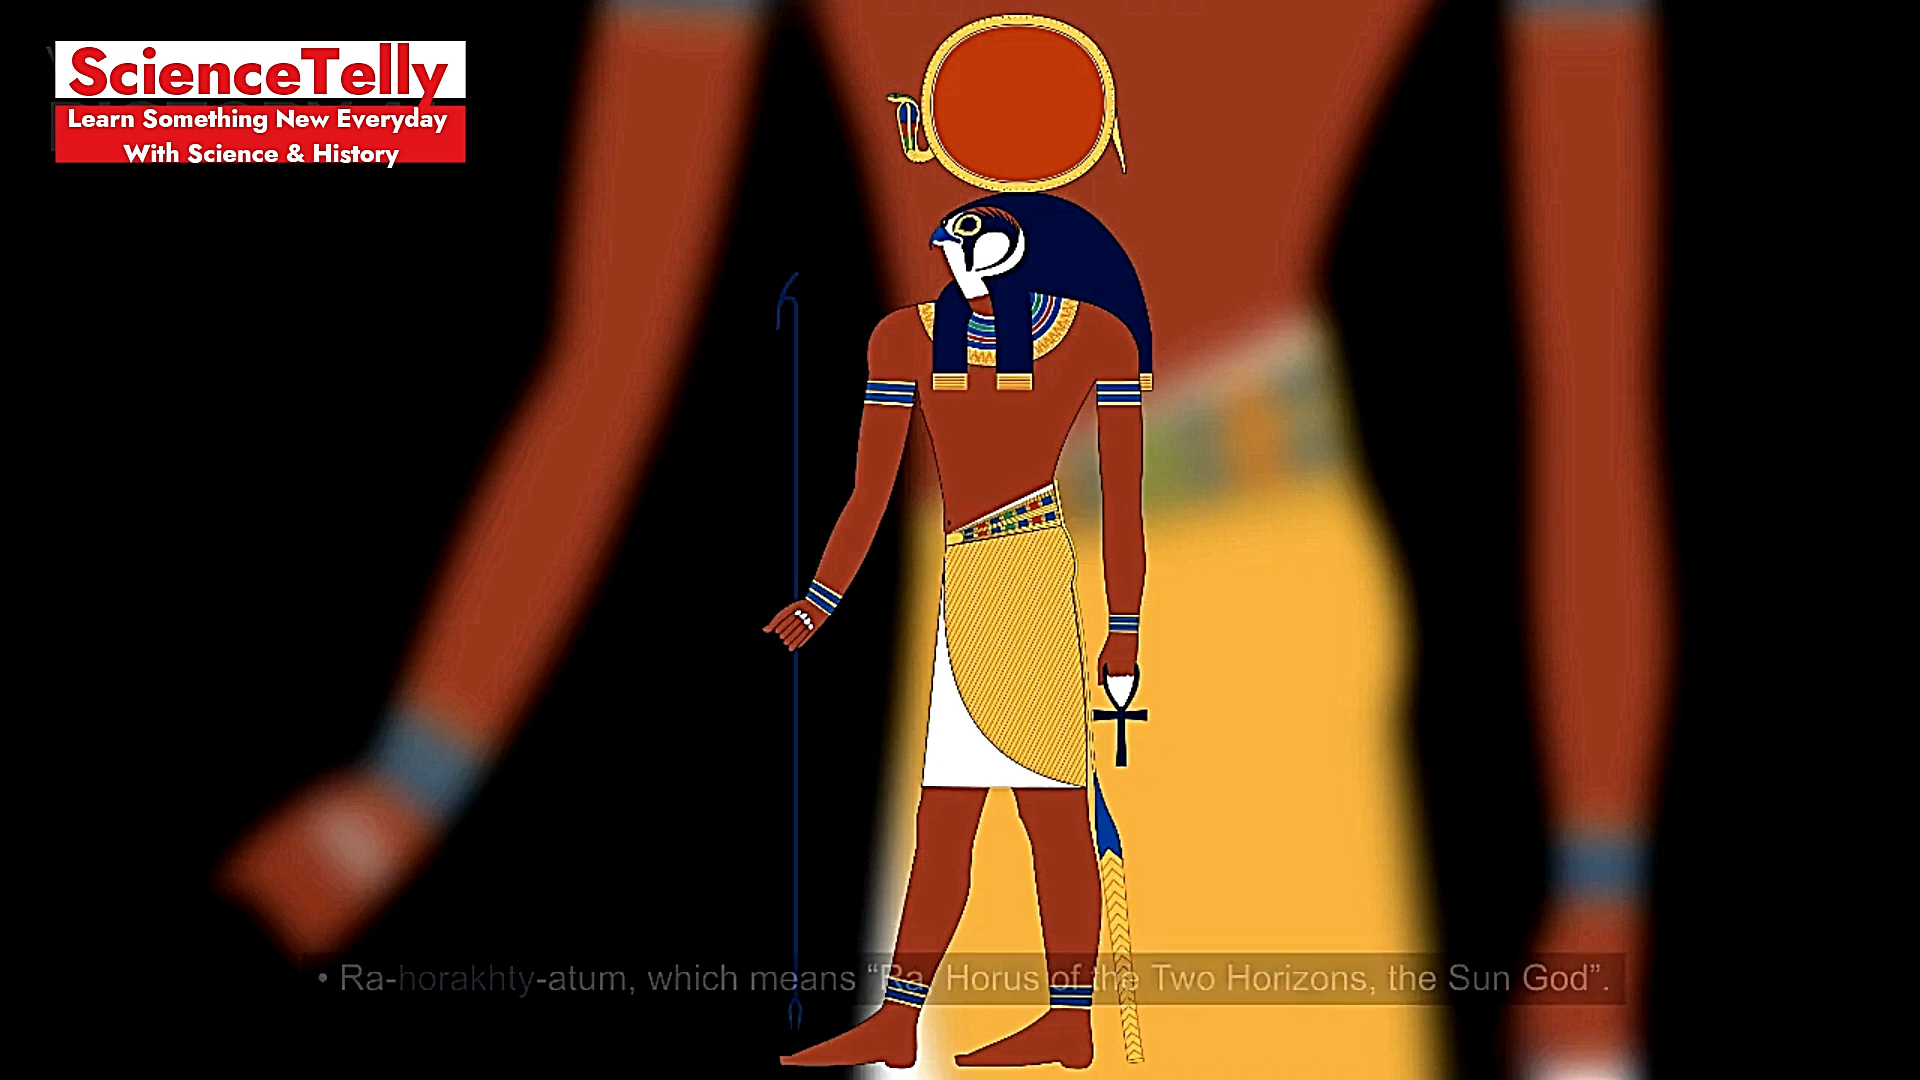 ScienceTelly
Learn Something New Everyday
With Science & History
• Ra-horakhty-atum, which means “Ra, Horus of the Two Horizons, the Sun God”.